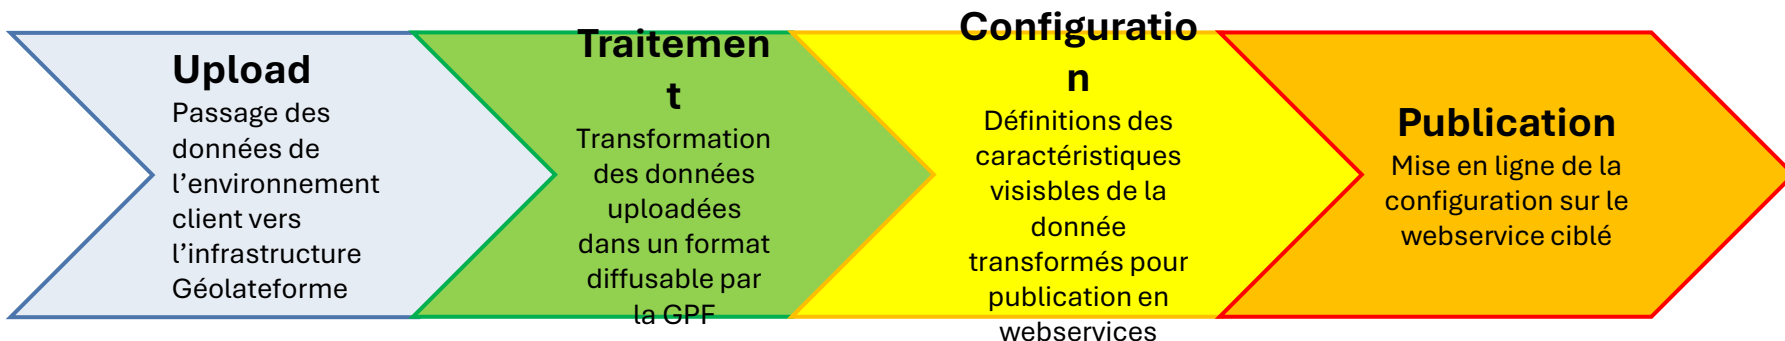 Upload
Passage des
données de
l’environnement
client vers
l’infrastructure
Géolateforme
Traitemen
t
Transformation
des données
uploadées
dans un format
diffusable par
la GPF
Configuratio
n
Définitions des
caractéristiques
visisbles de la
donnée
transformés pour
publication en
webservices
Publication
Mise en ligne de la
configuration sur le
webservice ciblé